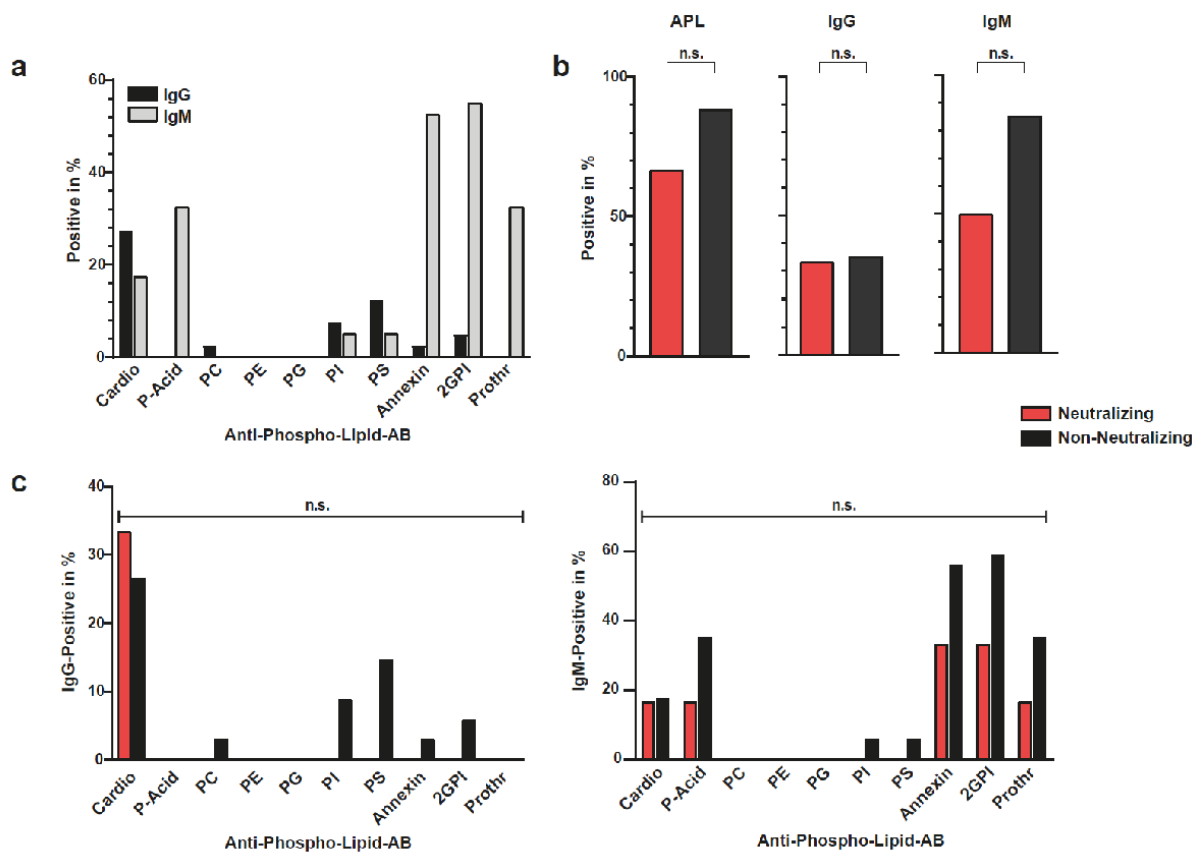 a
IgG
IgM
60
40
20
0
Positive in %
Cardio
P-Acid
PC
PE
PG
PI
PS
Annexin
2GPI
Prothr
Anti-Phospho-Lipid-AB
b
APL
IgG
IgM
n.s.
n.s.
n.s.
100
50
0
Positive in %
Neutralizing
Non-Neutralizing
c
n.s.
40
30
20
10
0
IgG-Positive in %
Cardio
P-Acid
PC
PE
PG
PI
PS
Annexin
2GPI
Prothr
Anti-Phospho-Lipid-AB
n.s.
80
60
40
20
0
IgM-Positive in %
Cardio
P-Acid
PC
PE
PG
PI
PS
Annexin
2GPI
Prothr
Anti-Phospho-Lipid-AB